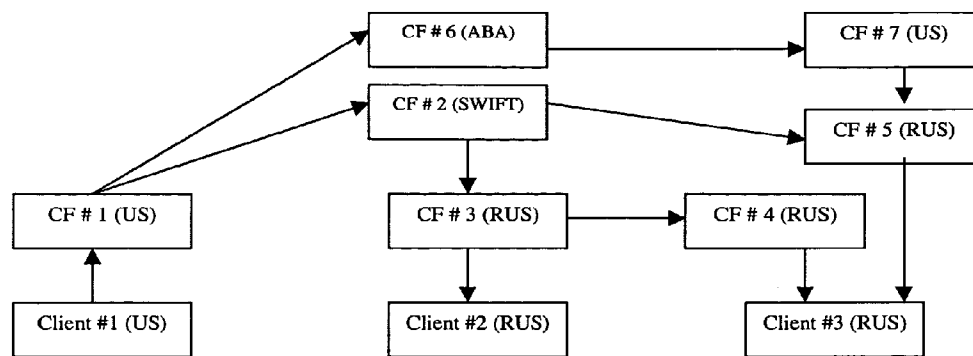 CF # 6 (ABA)
CF # 7 (US)
CF # 2 (SWIFT)
CF # 5 (RUS)
CF # 1 (US)
CF # 3 (RUS)
CF # 4 (RUS)
Client #1 (US)
Client #2 (RUS)
Client #3 (RUS)